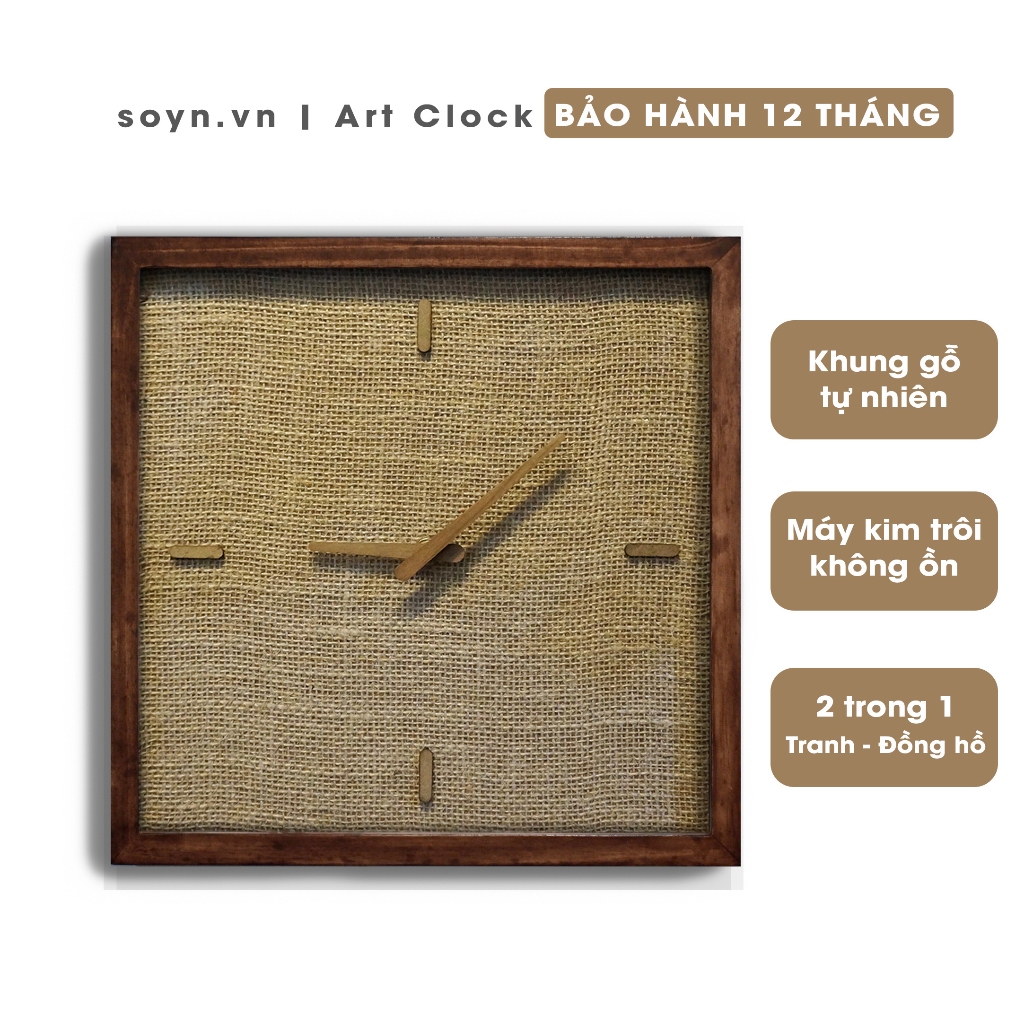 soyn.vn | Art Clock BẢO HÀNH 12 THÁNG
Khung gỗ
tự nhiên
Máy kim trôi
không ồn
2 trong 1
Tranh - Đồng hồ